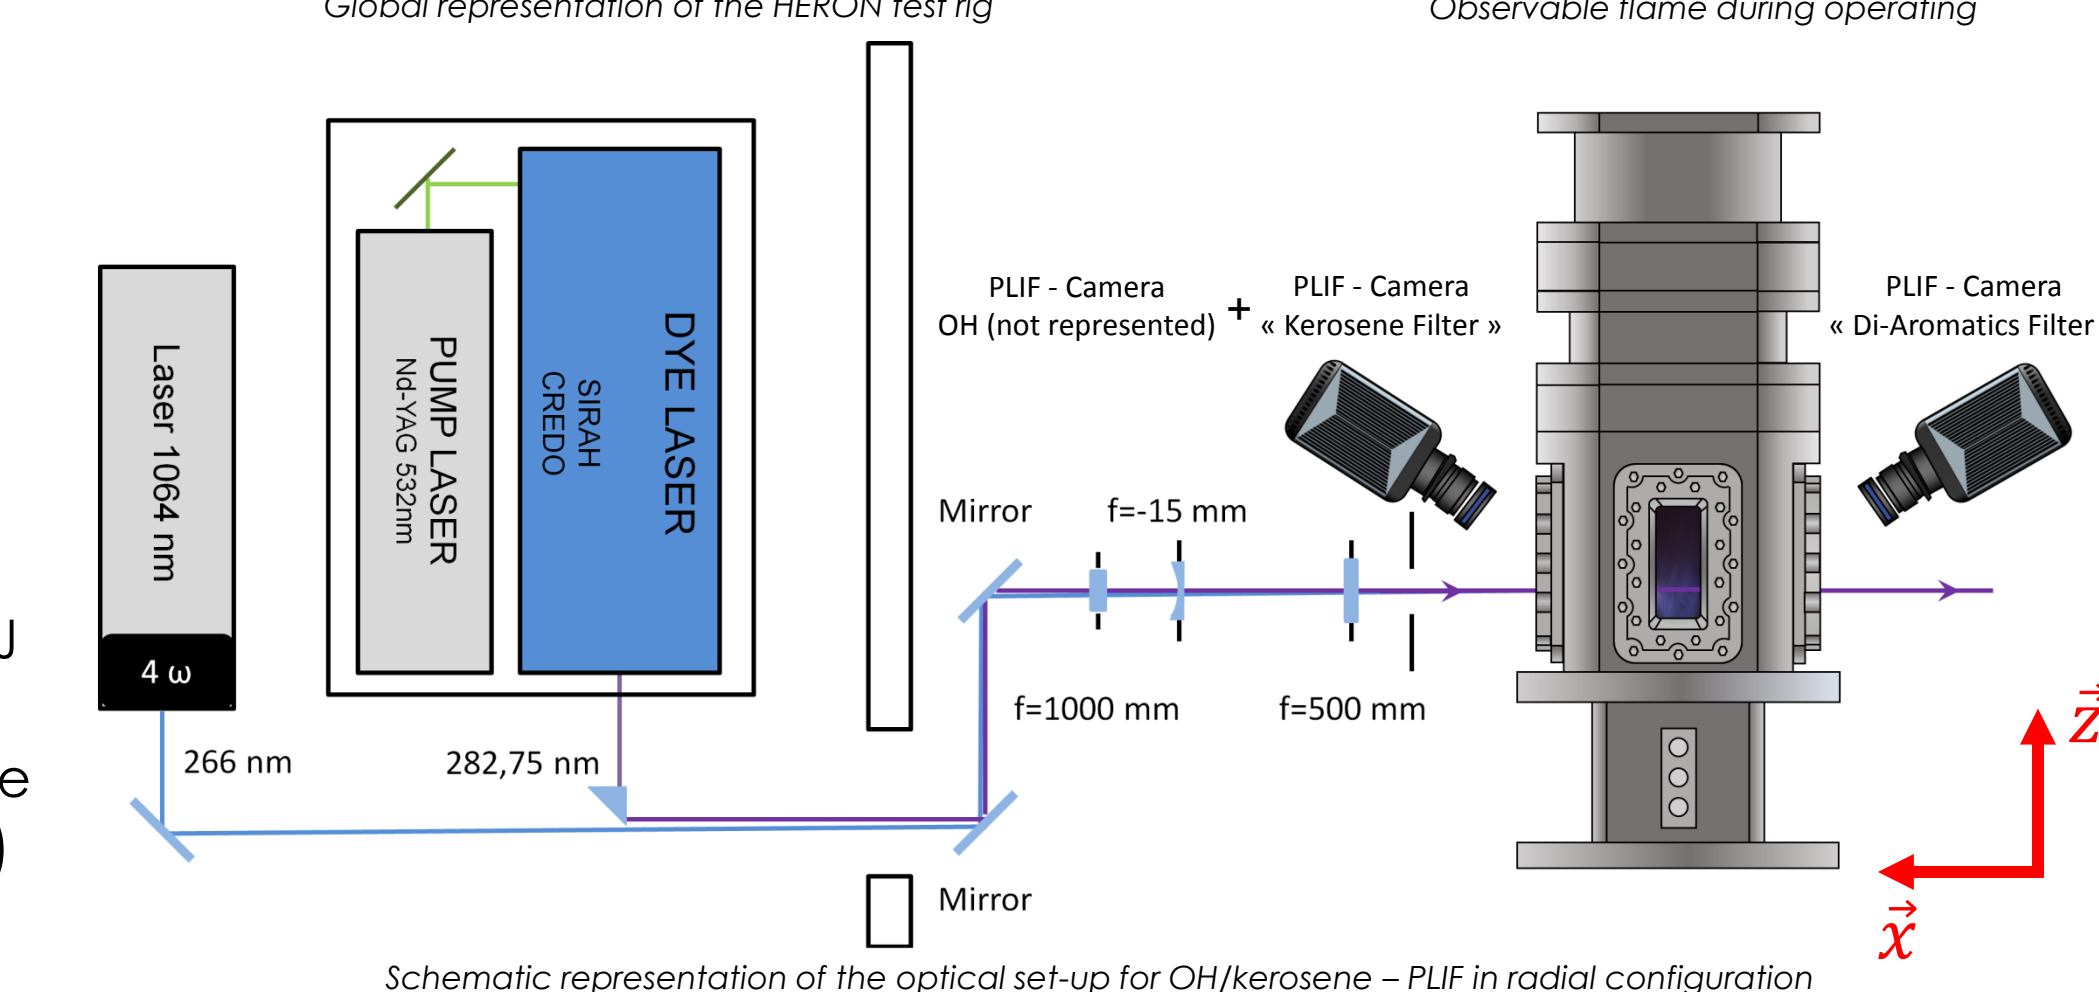 Global representation of the HERON test rig
Observable flame during operating
Laser 1064 nm
4 ω
PUMP LASER
Nd-YAG 532nm
DYE LASER
SIRAH
CREDO
PLIF - Camera
OH (not represented)
+
PLIF - Camera
« Kerosene Filter »
PLIF - Camera
« Di-Aromatics Filter
Mirror
f=-15 mm
J
f=1000 mm
f=500 mm
266 nm
282,75 nm
e
)
Mirror
z
x
Schematic representation of the optical set-up for OH/kerosene – PLIF in radial configuration